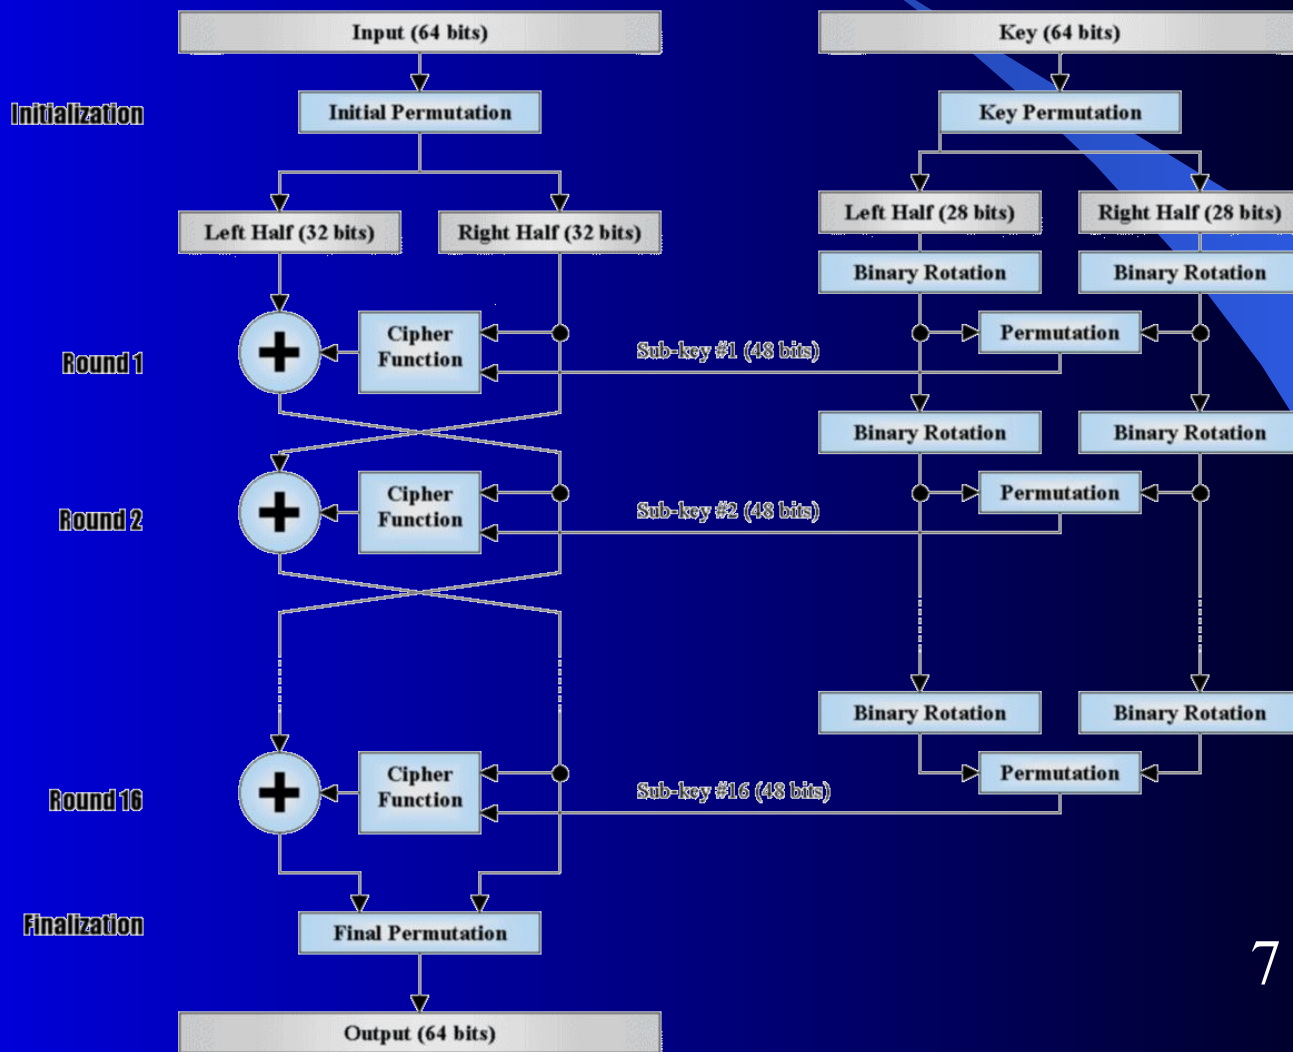 Input (64 bits)
Key (64 bits)
Initialization
Initial Permutation
Key Permutation
Left Half (32 bits)
Right Half (32 bits)
Left Half (28 bits)
Right Half (28 bits)
Binary Rotation
Binary Rotation
Round 1
+
Cipher
Function
Sub-key #1 (48 bits)
Permutation
Binary Rotation
Binary Rotation
Round 2
+
Cipher
Function
Sub-key #2 (48 bits)
Permutation
Binary Rotation
Binary Rotation
Round 16
+
Cipher
Function
Sub-key #16 (48 bits)
Permutation
Finalization
Final Permutation
Output (64 bits)
7